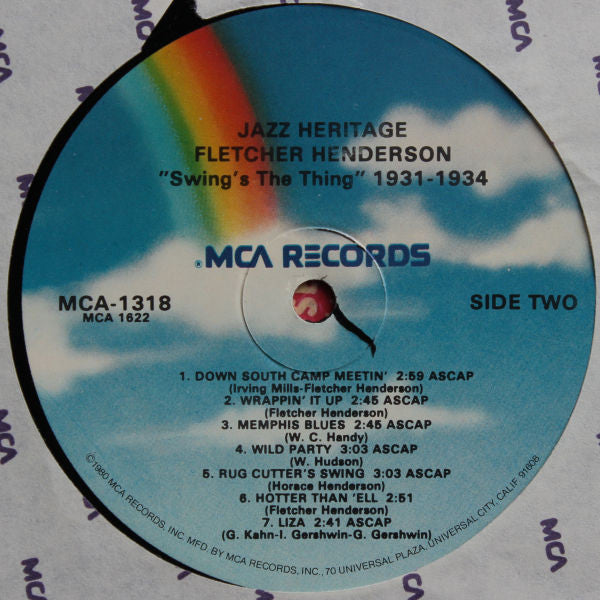 JAZZ HERITAGE
FLETCHER HENDERSON
"Swing's The Thing" 1931-1934
® MCA RECORDS
MCA-1318
MCA 1622
SIDE TWO
1. DOWN SOUTH CAMP MEETIN' 2:59 ASCAP
(Irving Mills-Fletcher Henderson)
2. WRAPPIN' IT UP 2:45 ASCAP
(Fletcher Henderson)
3. MEMPHIS BLUES 2:45 ASCAP
(W. C. Handy)
4. WILD PARTY 3:03 ASCAP
(W. Hudson)
5. RUG CUTTER'S SWING 3:03 ASCAP
(Horace Henderson)
6. HOTTER THAN 'ELL 2:51
(Fletcher Henderson)
7. LIZA 2:41 ASCAP
(G. Kahn-I. Gershwin-G. Gershwin)
©1980 MCA RECORDS, INC. MFD. BY MCA RECORDS, INC., 70 UNIVERSAL PLAZA, UNIVERSAL CITY, CALIF. 91608
MCA
MCA
MCA
MCA
MCA
MCA
MCA
MCA
MCA